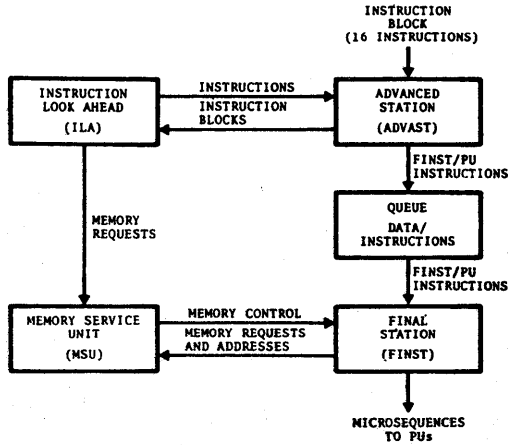 INSTRUCTION
BLOCK
(16 INSTRUCTIONS)
INSTRUCTION
LOOK AHEAD
(ILA)
INSTRUCTIONS
INSTRUCTION
BLOCKS
ADVANCED
STATION
(ADVAST)
FINST/PU
INSTRUCTIONS
MEMORY
REQUESTS
QUEUE
DATA/
INSTRUCTIONS
FINST/PU
INSTRUCTIONS
MEMORY SERVICE
UNIT
(MSU)
MEMORY CONTROL
MEMORY REQUESTS
AND ADDRESSES
FINAL
STATION
(FINST)
MICROSEQUENCES
TO PUs